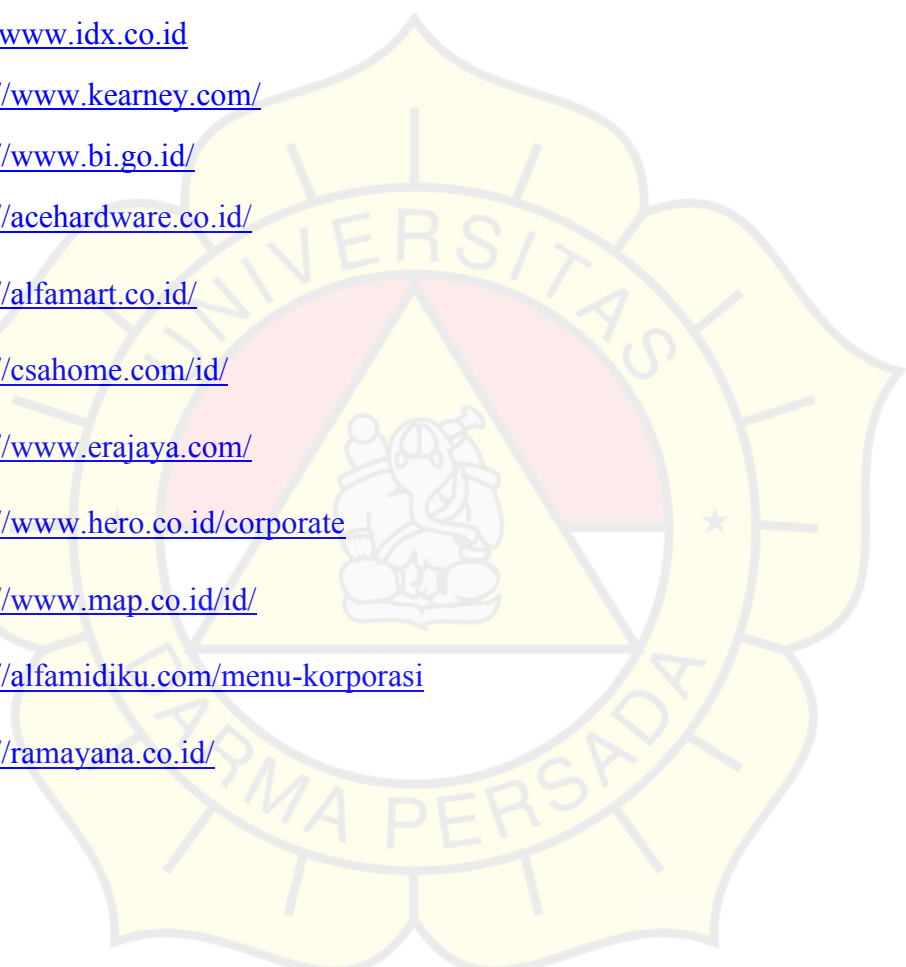 www.idx.co.id
//www.kearney.com/
//www.bi.go.id/
//acehardware.co.id/
//alfamart.co.id/
//csahome.com/id/
//www.erajaya.com/
//www.hero.co.id/corporate
//www.map.co.id/id/
//alfamidiku.com/menu-korporasi
//ramayana.co.id/
UNIVERSITAS
DARMA PERSADA